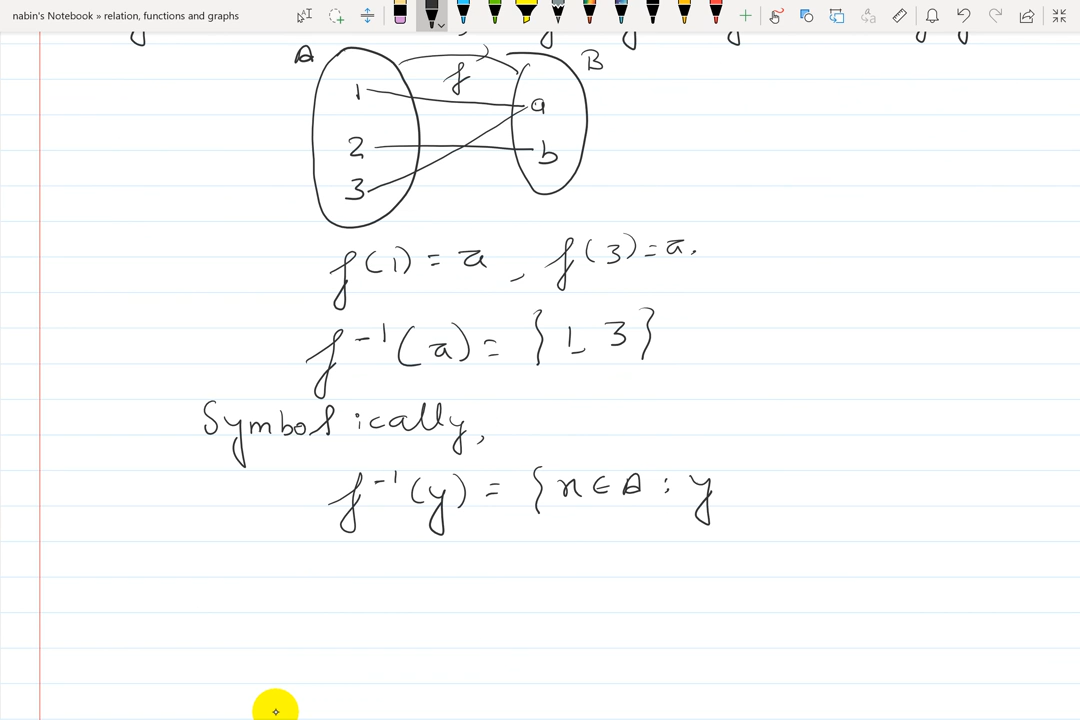 nabin's Notebook » relation, functions and graphs
A f B
1 a
2 b
3
f(1) = a, f(3) = a.
f⁻¹(a) = {1, 3}
Symbolically,
f⁻¹(y) = {x ∈ A : y